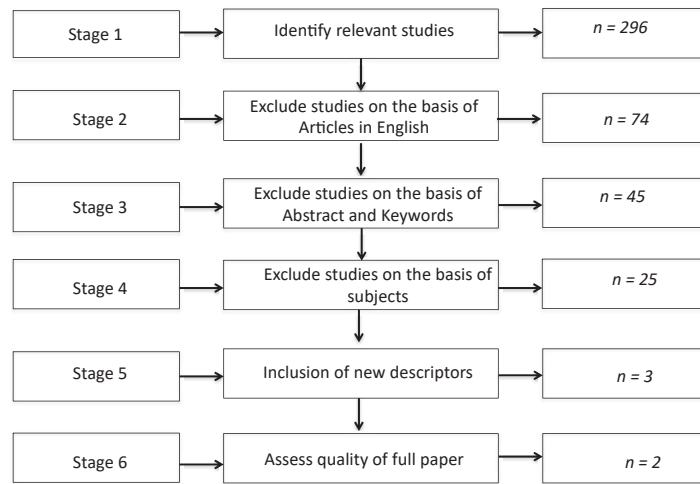 Stage 1
Identify relevant studies
n = 296
Stage 2
Exclude studies on the basis of
Articles in English
n = 74
Stage 3
Exclude studies on the basis of
Abstract and Keywords
n = 45
Stage 4
Exclude studies on the basis of
subjects
n = 25
Stage 5
Inclusion of new descriptors
n = 3
Stage 6
Assess quality of full paper
n = 2